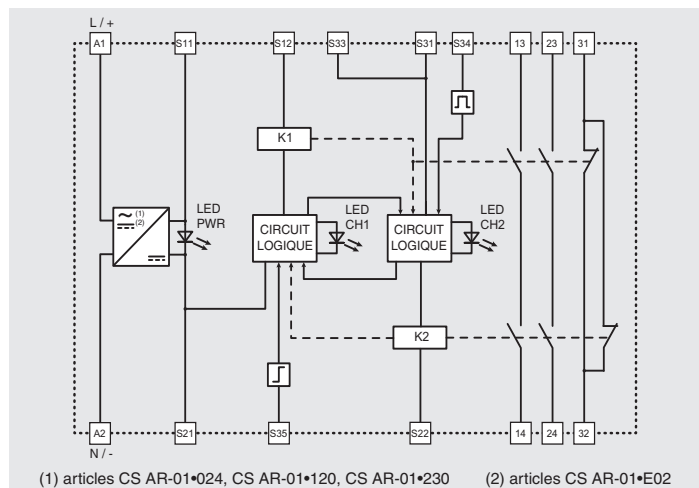 L / +
A1 S11 S12 S33 S31 S34 13 23 31
K1
(1)
(2)
LED
PWR
CIRCUIT
LOGIQUE
LED
CH1
CIRCUIT
LOGIQUE
LED
CH2
K2
A2 S21 S35 S22 14 24 32
N / -
(1) articles CS AR-01•024, CS AR-01•120, CS AR-01•230 (2) articles CS AR-01•E02